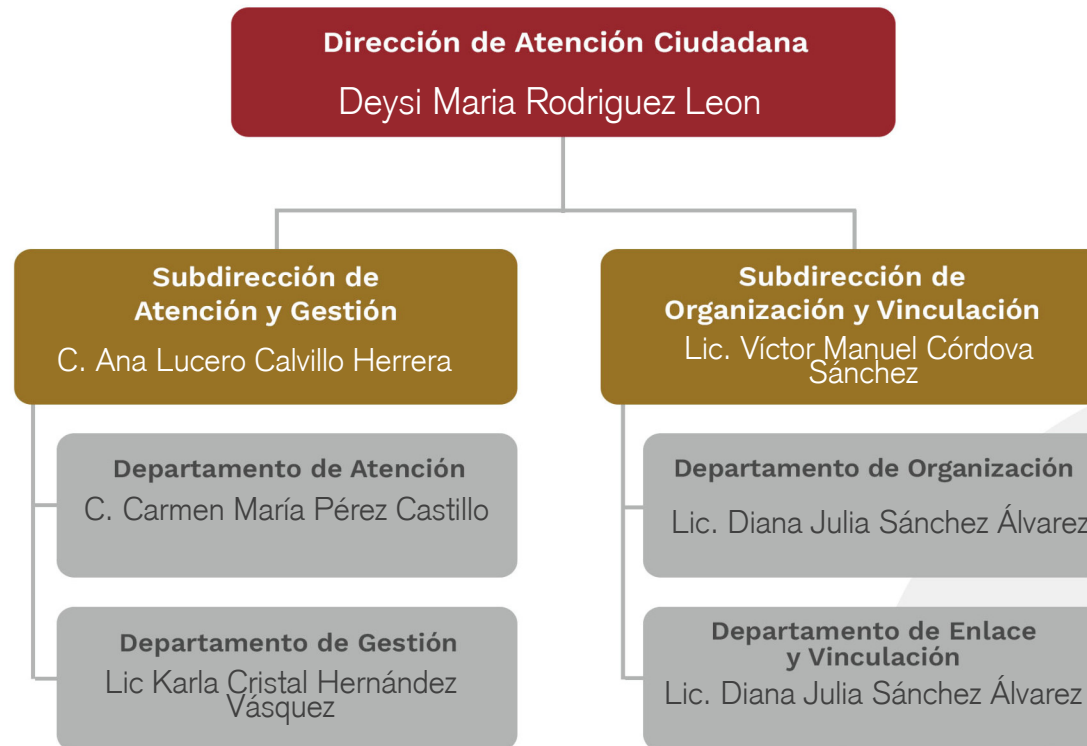 Dirección de Atención Ciudadana
Deysi Maria Rodriguez Leon
Subdirección de
Atención y Gestión
C. Ana Lucero Calvillo Herrera
Departamento de Atención
C. Carmen María Pérez Castillo
Departamento de Gestión
Lic Karla Cristal Hernández
Vásquez
Subdirección de
Organización y Vinculación
Lic. Víctor Manuel Córdova
Sánchez
Departamento de Organización
Lic. Diana Julia Sánchez Álvarez
Departamento de Enlace
y Vinculación
Lic. Diana Julia Sánchez Álvarez